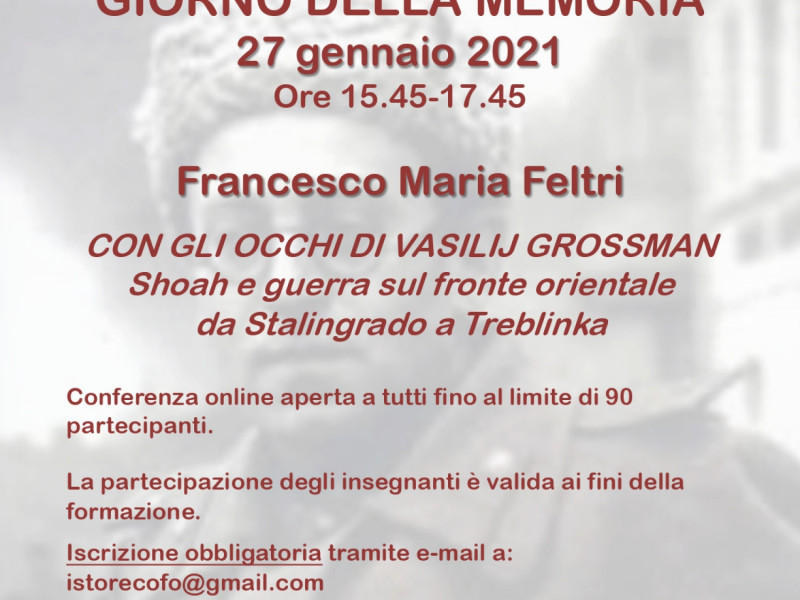 GIORNO DELLA MEMORIA
27 gennaio 2021
Ore 15.45-17.45
Francesco Maria Feltri
CON GLI OCCHI DI VASILIJ GROSSMAN
Shoah e guerra sul fronte orientale
da Stalingrado a Treblinka
Conferenza online aperta a tutti fino al limite di 90
partecipanti.
La partecipazione degli insegnanti è valida ai fini della
formazione.
Iscrizione obbligatoria tramite e-mail a:
istorecofo@gmail.com